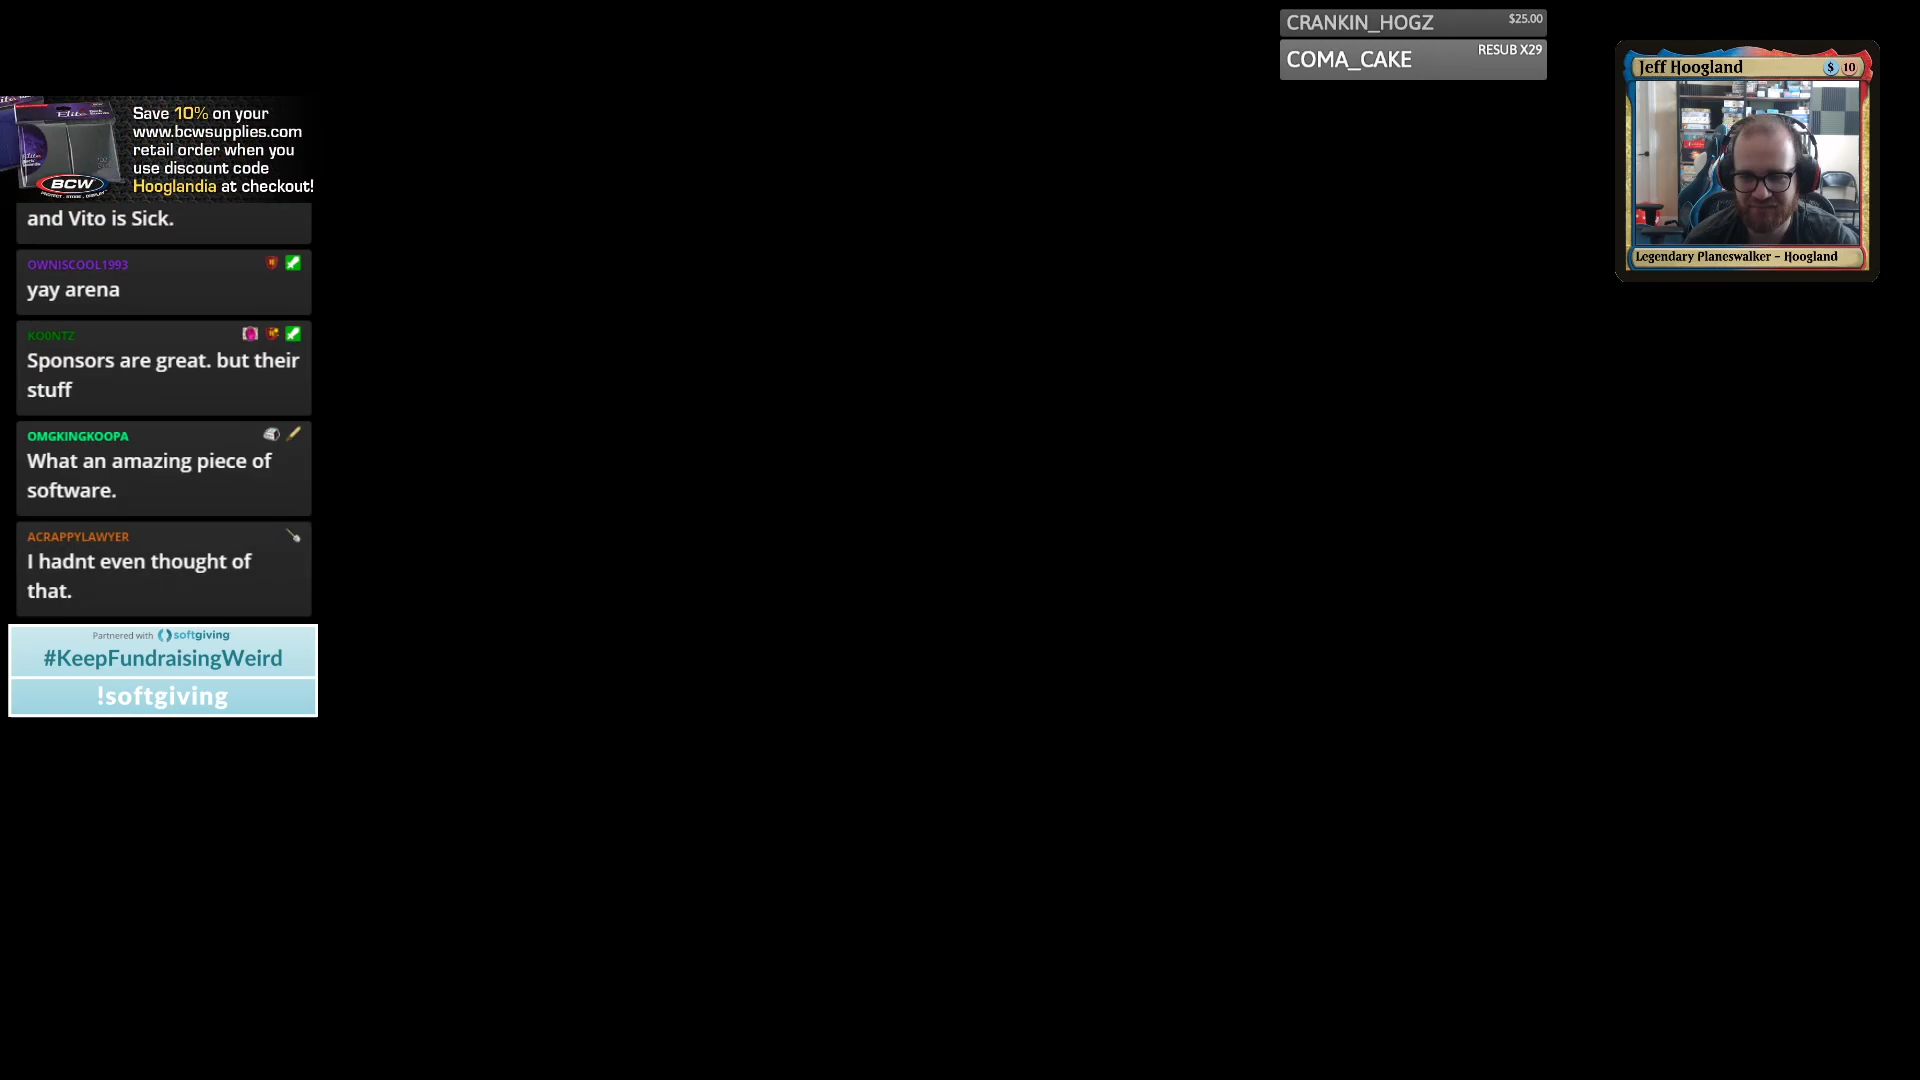 CRANKIN_HOGZ $25.00
COMA_CAKE RESUB X29
Jeff Hoogland $ 10
Legendary Planeswalker - Hoogland
Elite
BCW
Save 10% on your
www.bcwsupplies.com
retail order when you
use discount code
Hooglandia at checkout!
and Vito is Sick.
OWNISCOOL1993
yay arena
KO0NTZ
Sponsors are great. but their
stuff
OMGKINGKOOPA
What an amazing piece of
software.
ACRAPPYLAWYER
I hadnt even thought of
that.
Partnered with softgiving
#KeepFundraisingWeird
!softgiving